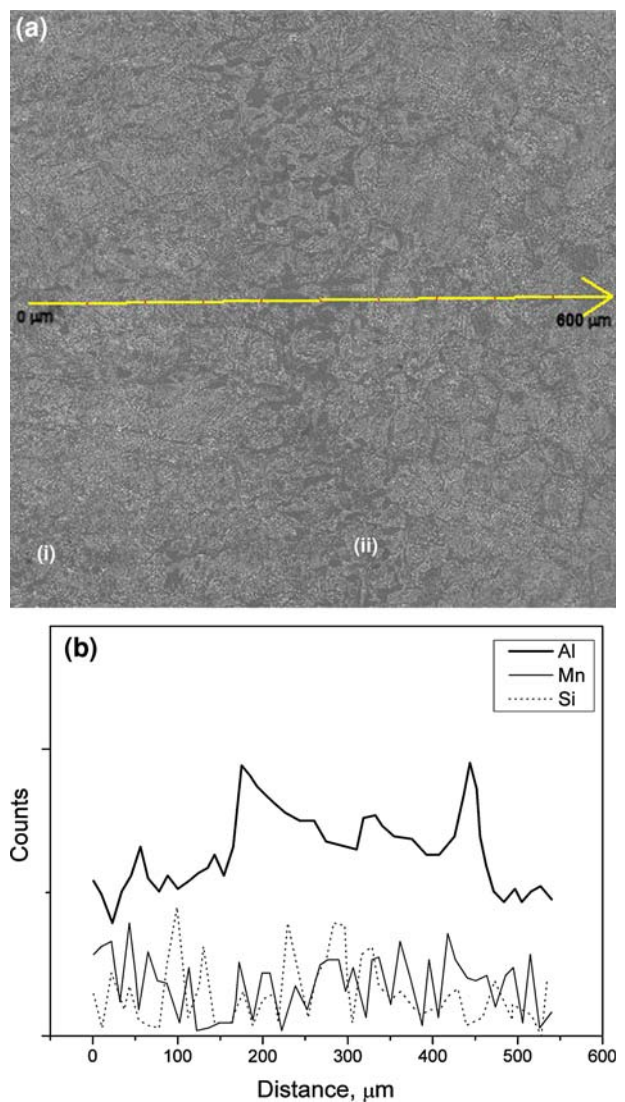 (a)
0 μm
600 μm
(i)
(ii)
(b)
Al
Mn
Si
Counts
0
100
200
300
400
500
600
Distance, μm